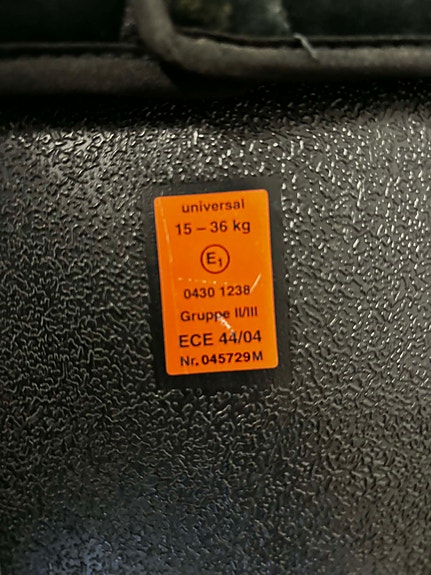 universal
15 – 36 kg
E1
0430 1238
Gruppe II/III
ECE 44/04
Nr. 045729M